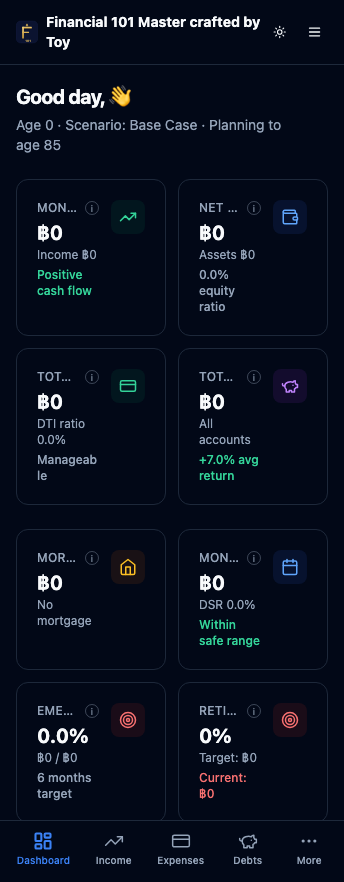 Financial 101 Master crafted by
Toy
Good day, 👋
Age 0 · Scenario: Base Case · Planning to
age 85
MON...
฿0
Income ฿0
Positive
cash flow
NET ...
฿0
Assets ฿0
0.0%
equity
ratio
TOT...
฿0
DTI ratio
0.0%
Manageab
le
TOT...
฿0
All
accounts
+7.0% avg
return
MOR...
฿0
No
mortgage
MON...
฿0
DSR 0.0%
Within
safe range
EME...
0.0%
฿0 / ฿0
6 months
target
RETI...
0%
Target: ฿0
Current:
฿0
Dashboard
Income
Expenses
Debts
More